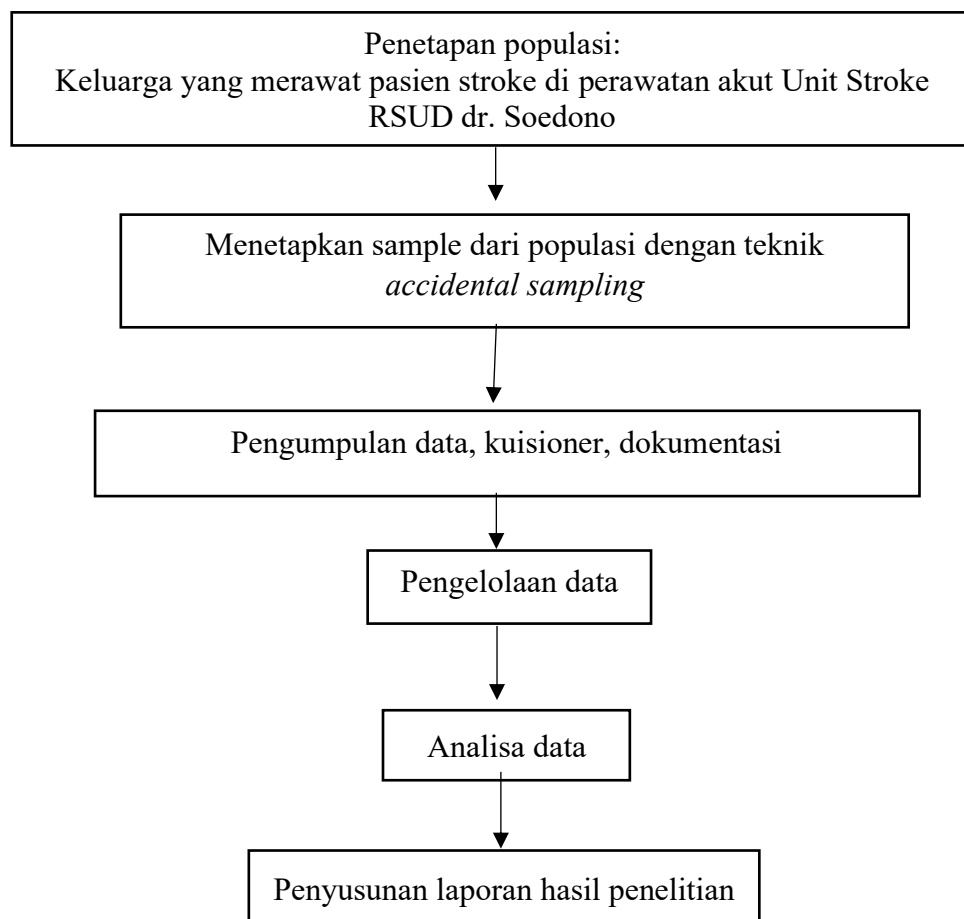 Penetapan populasi:
Keluarga yang merawat pasien stroke di perawatan akut Unit Stroke
RSUD dr. Soedono
Menetapkan sample dari populasi dengan teknik
accidental sampling
Pengumpulan data, kuisioner, dokumentasi
Pengelolaan data
Analisa data
Penyusunan laporan hasil penelitian